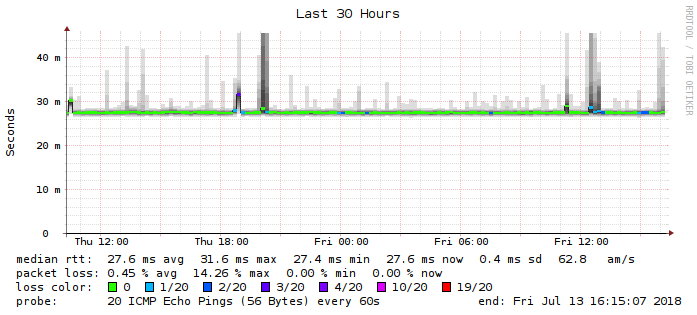 Last 30 Hours
RRDTOOL / TOBI OETIKER
Seconds
40 m
30 m
20 m
10 m
0
Thu 12:00 Thu 18:00 Fri 00:00 Fri 06:00 Fri 12:00
median rtt: 27.6 ms avg 31.6 ms max 27.4 ms min 27.6 ms now 0.4 ms sd 62.8 am/s
packet loss: 0.45 % avg 14.26 % max 0.00 % min 0.00 % now
loss color: 0 1/20 2/20 3/20 4/20 10/20 19/20
probe: 20 ICMP Echo Pings (56 Bytes) every 60s end: Fri Jul 13 16:15:07 2018